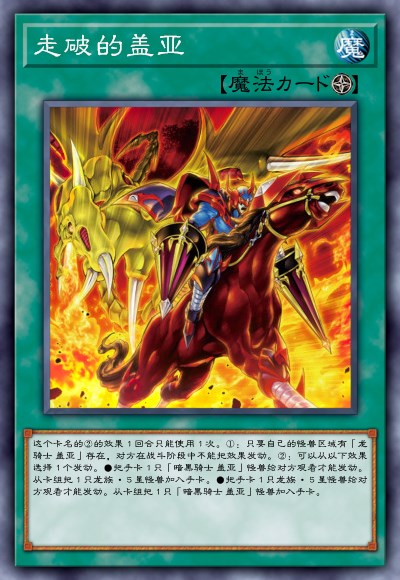 走破的盖亚
魔
【魔法カード】
まほう
这个卡名的②的效果1回合只能使用1次。①：只要自己的怪兽区域有「龙
骑士 盖亚」存在，对方在战斗阶段中不能把效果发动。②：可以从以下效果
选择1个发动。●把手卡1只「暗黑骑士 盖亚」怪兽给对方观看才能发动。
从卡组把1只龙族·5星怪兽加入手卡。●把手卡1只龙族·5星怪兽给对
方观看才能发动。从卡组把1只「暗黑骑士 盖亚」怪兽加入手卡。